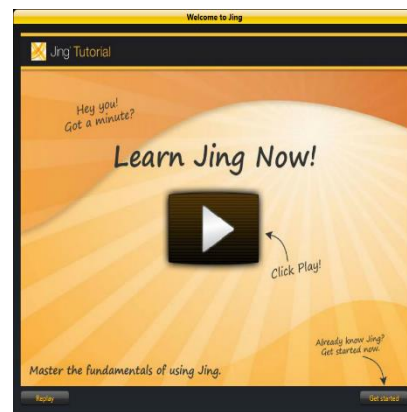 Welcome to Jing
Jing Tutorial
Hey you!
Got a minute?
Learn Jing Now!
Click Play!
Already know Jing?
Get started now.
Master the fundamentals of using Jing.
Replay
Get started